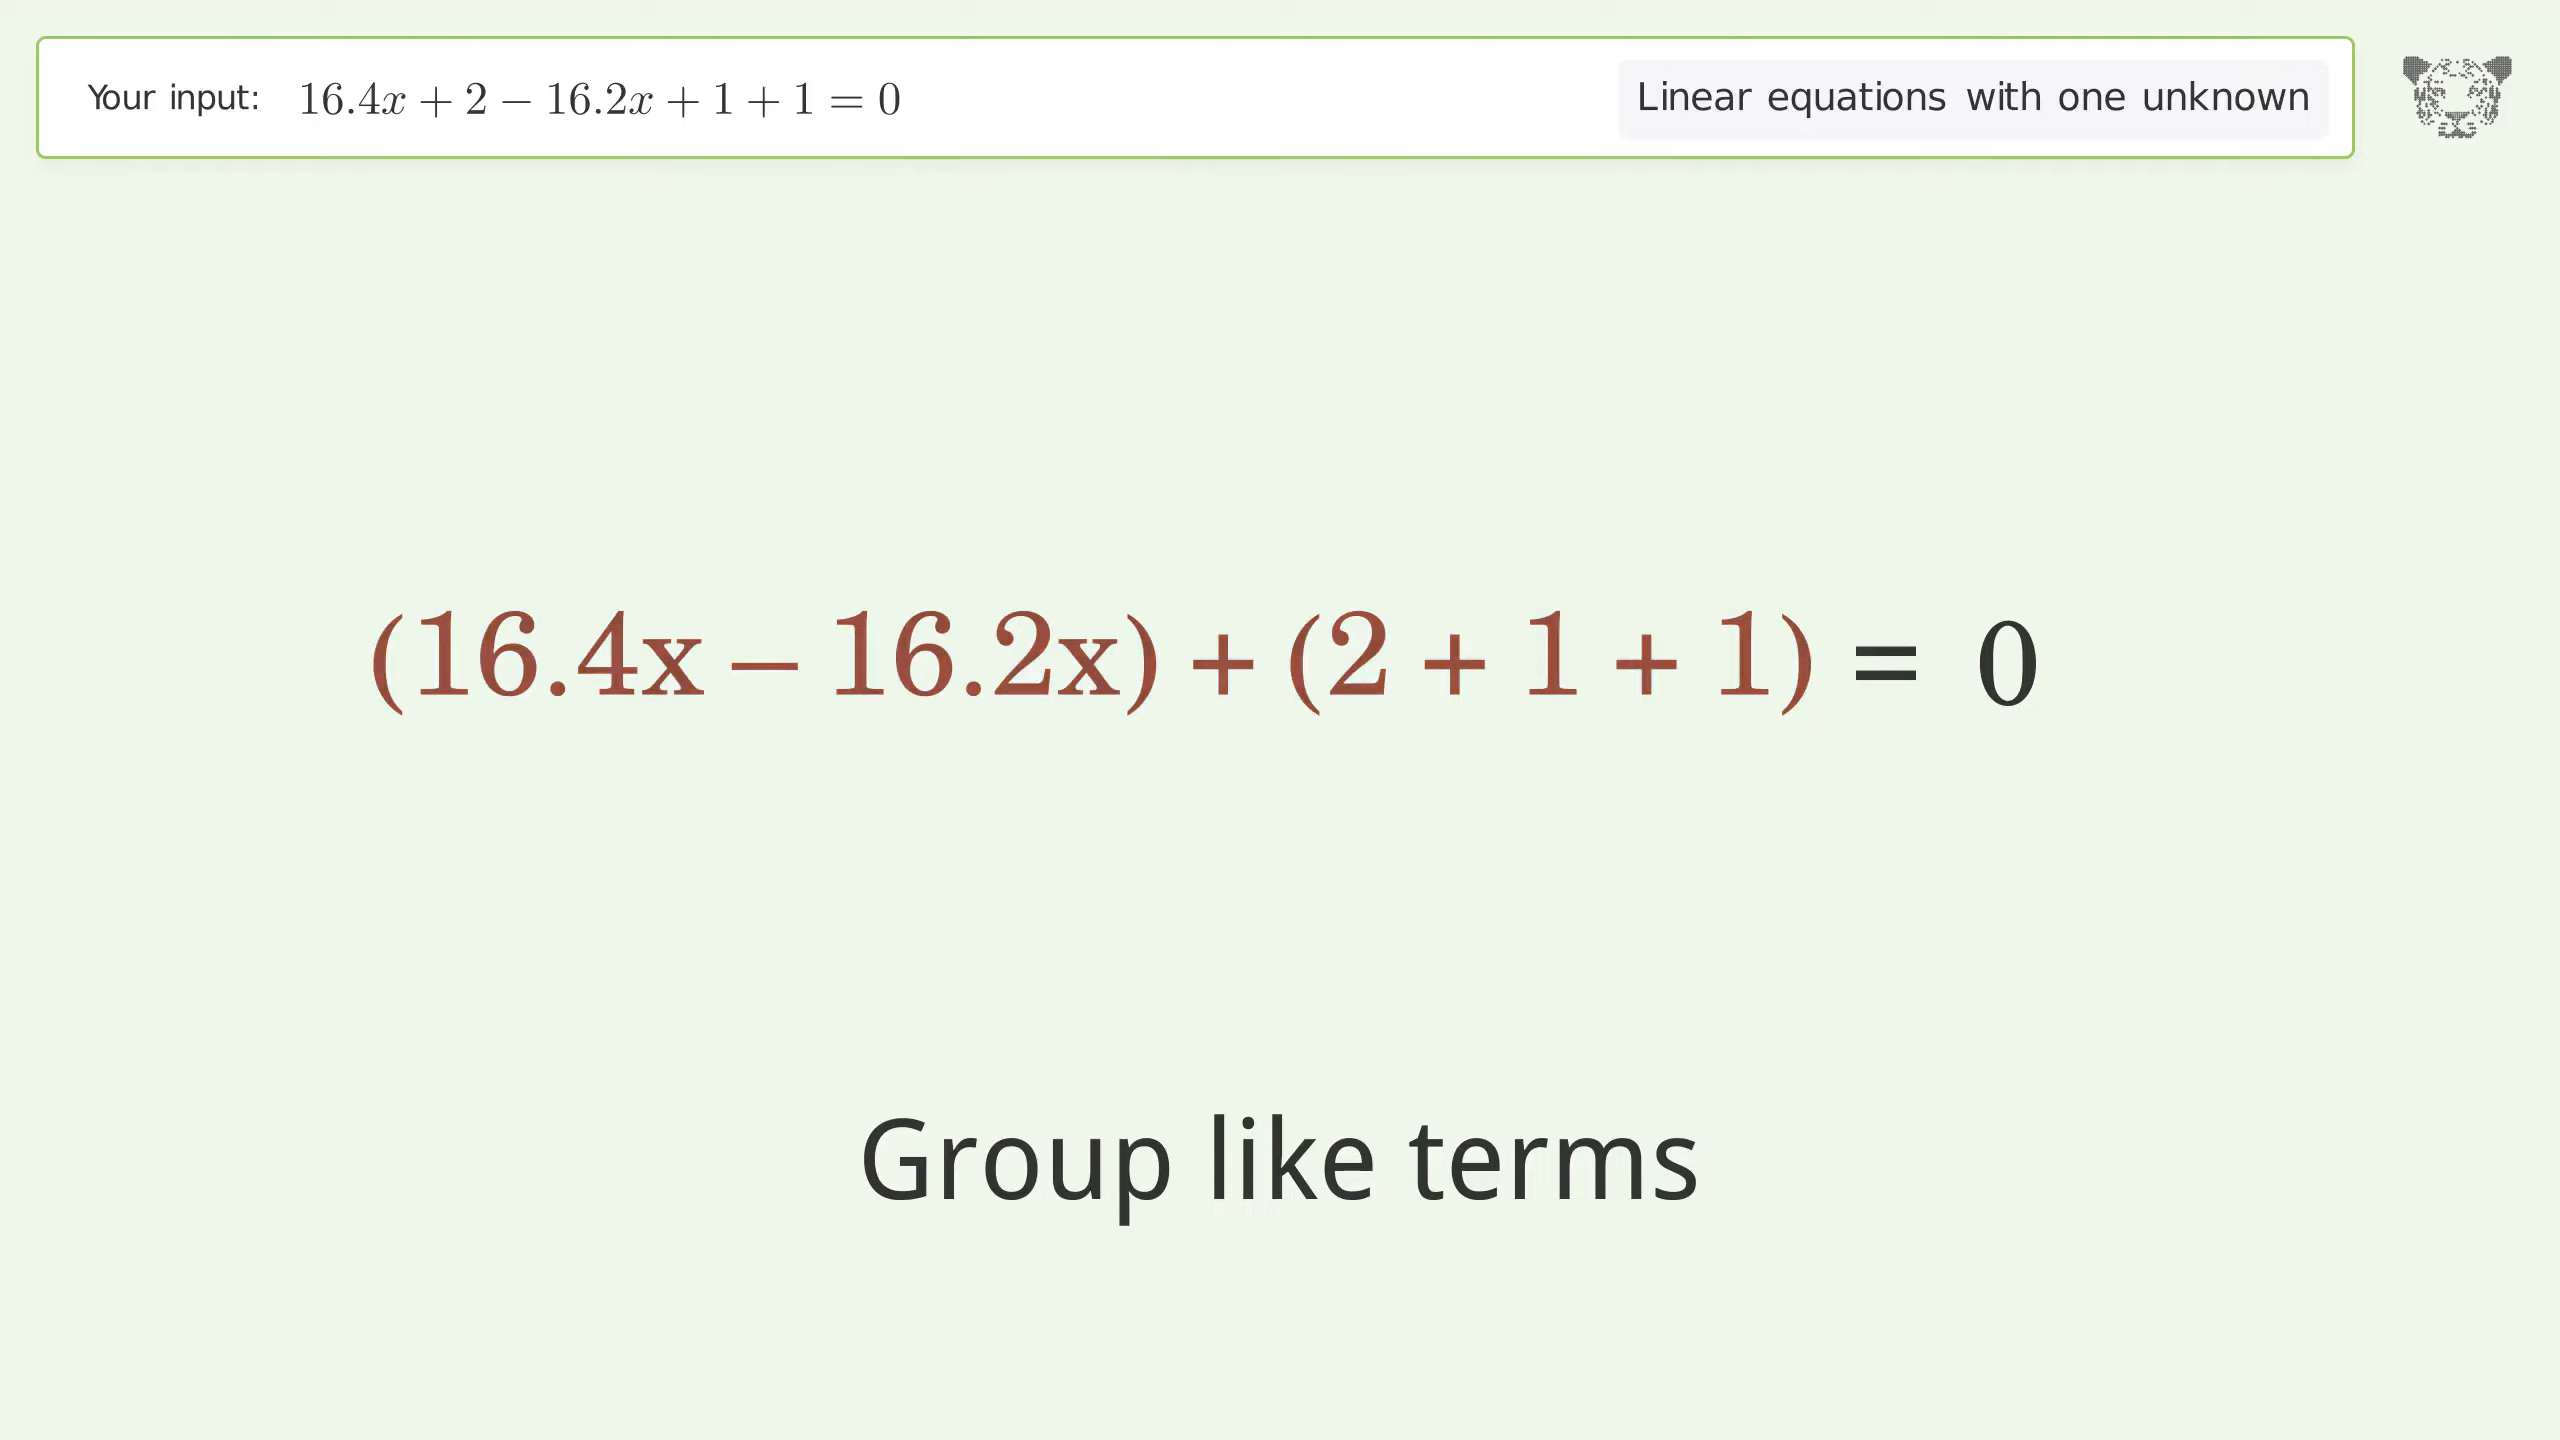 Your input: 16.4x + 2 − 16.2x + 1 + 1 = 0
Linear equations with one unknown
(16.4x − 16.2x) + (2 + 1 + 1) = 0
Group like terms